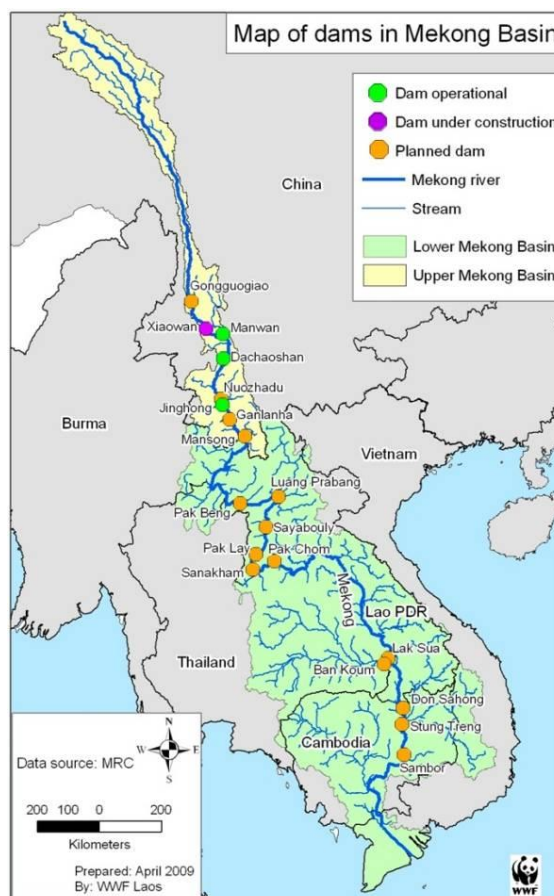 Map of dams in Mekong Basin
Dam operational
Dam under construction
Planned dam
Mekong river
Stream
Lower Mekong Basin
Upper Mekong Basin
China
Gongguogiao
Xiaowan
Manwan
Dachaoshan
Nuozhadu
Jinghong
Ganlanha
Mansong
Burma
Vietnam
Luang Prabang
Pak Beng
Sayabouly
Pak Lay
Pak Chom
Sanakham
Mekong
Lao PDR
Thailand
Lak Sua
Ban Koum
Don Sahong
Stung Treng
Cambodia
Sambor
N
W E
S
Data source: MRC
200 100 0 200
Kilometers
Prepared: April 2009
By: WWF Laos
WWF